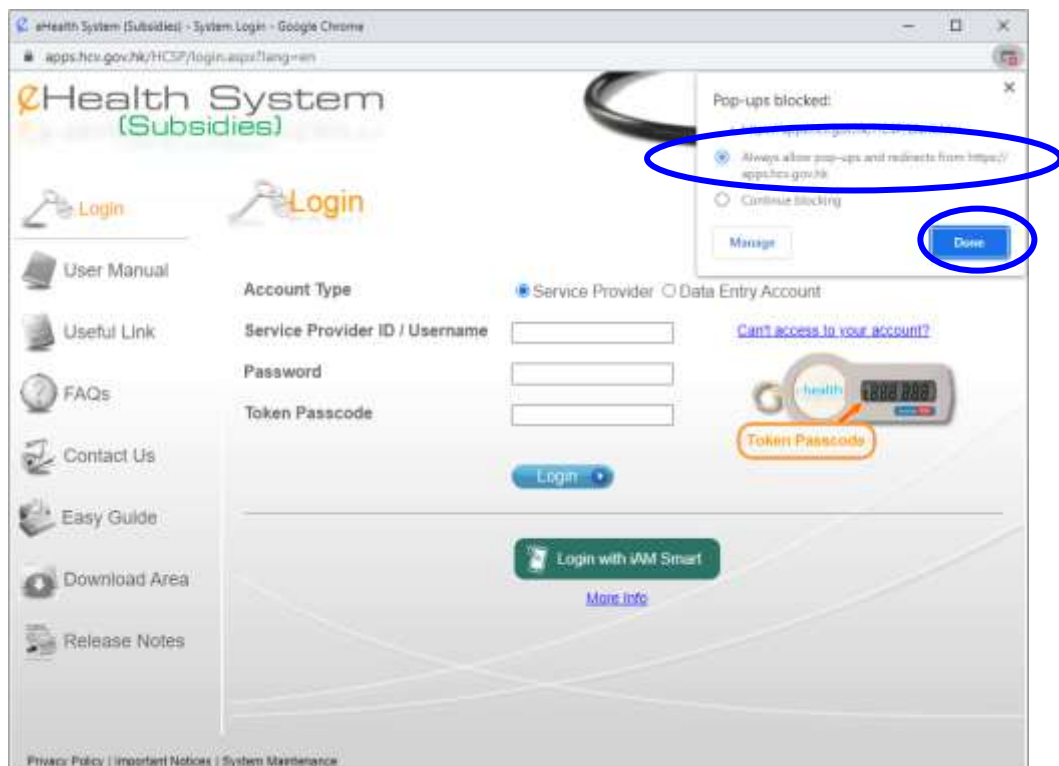 eHealth System (Subsidies) - System Login - Google Chrome
apps.hcv.gov.hk/HCSP/login.aspx?lang=en
eHealth System
(Subsidies)
Pop-ups blocked:
Always allow pop-ups and redirects from https://
apps.hcv.gov.hk
Continue blocking
Manage
Done
Login
Login
User Manual
Useful Link
FAQs
Contact Us
Easy Guide
Download Area
Release Notes
Account Type
Service Provider
Data Entry Account
Service Provider ID / Username
Can't access to your account?
Password
Token Passcode
health
Token Passcode
Login
Login with iAM Smart
More Info
Privacy Policy | Important Notices | System Maintenance